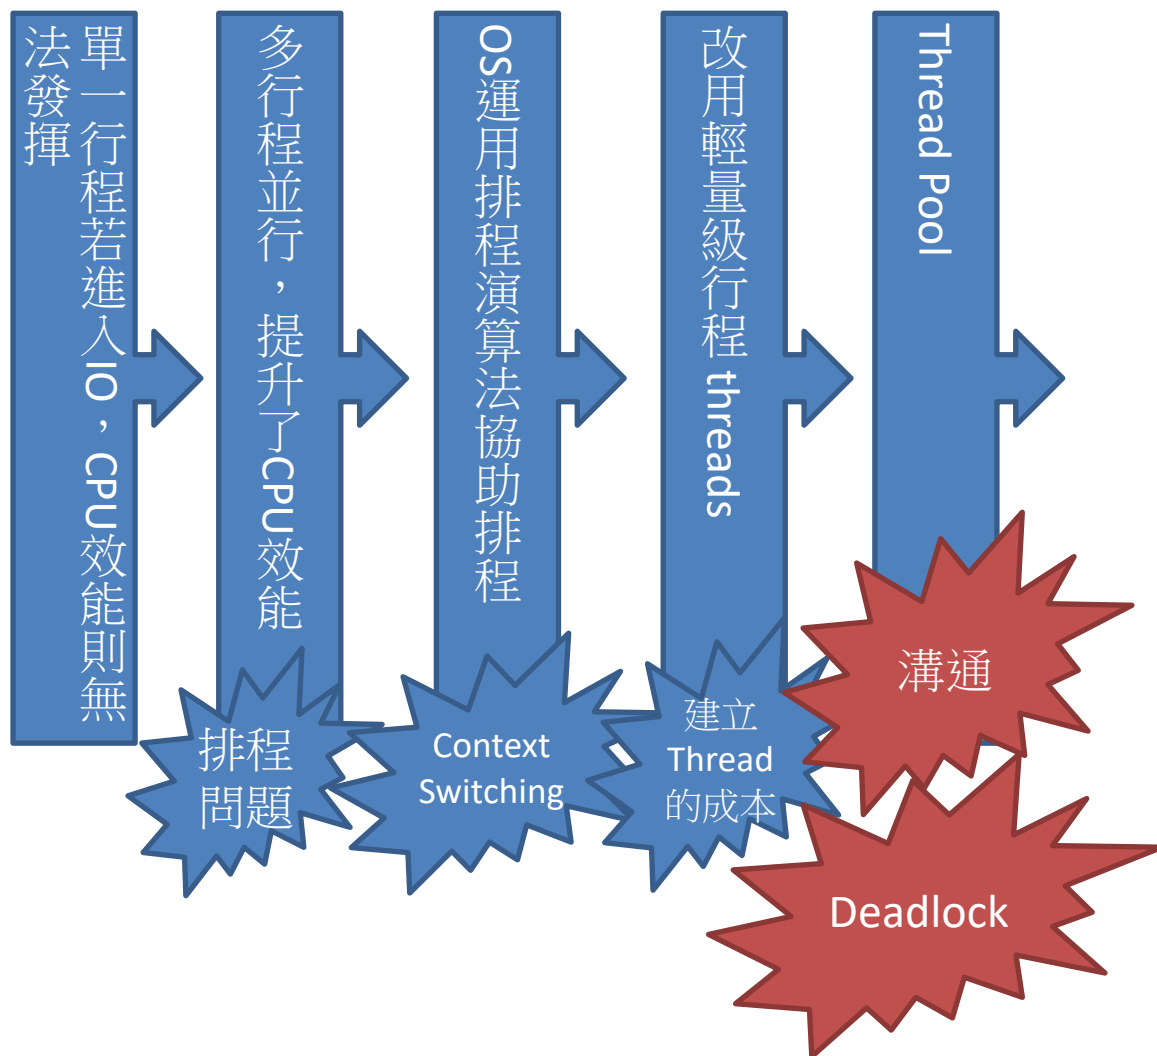 單一行程若進入IO，CPU效能則無
法發揮
多行程並行，提升了CPU效能
OS運用排程演算法協助排程
改用輕量級行程 threads
Thread Pool
排程
問題
Context
Switching
建立
Thread
的成本
溝通
Deadlock